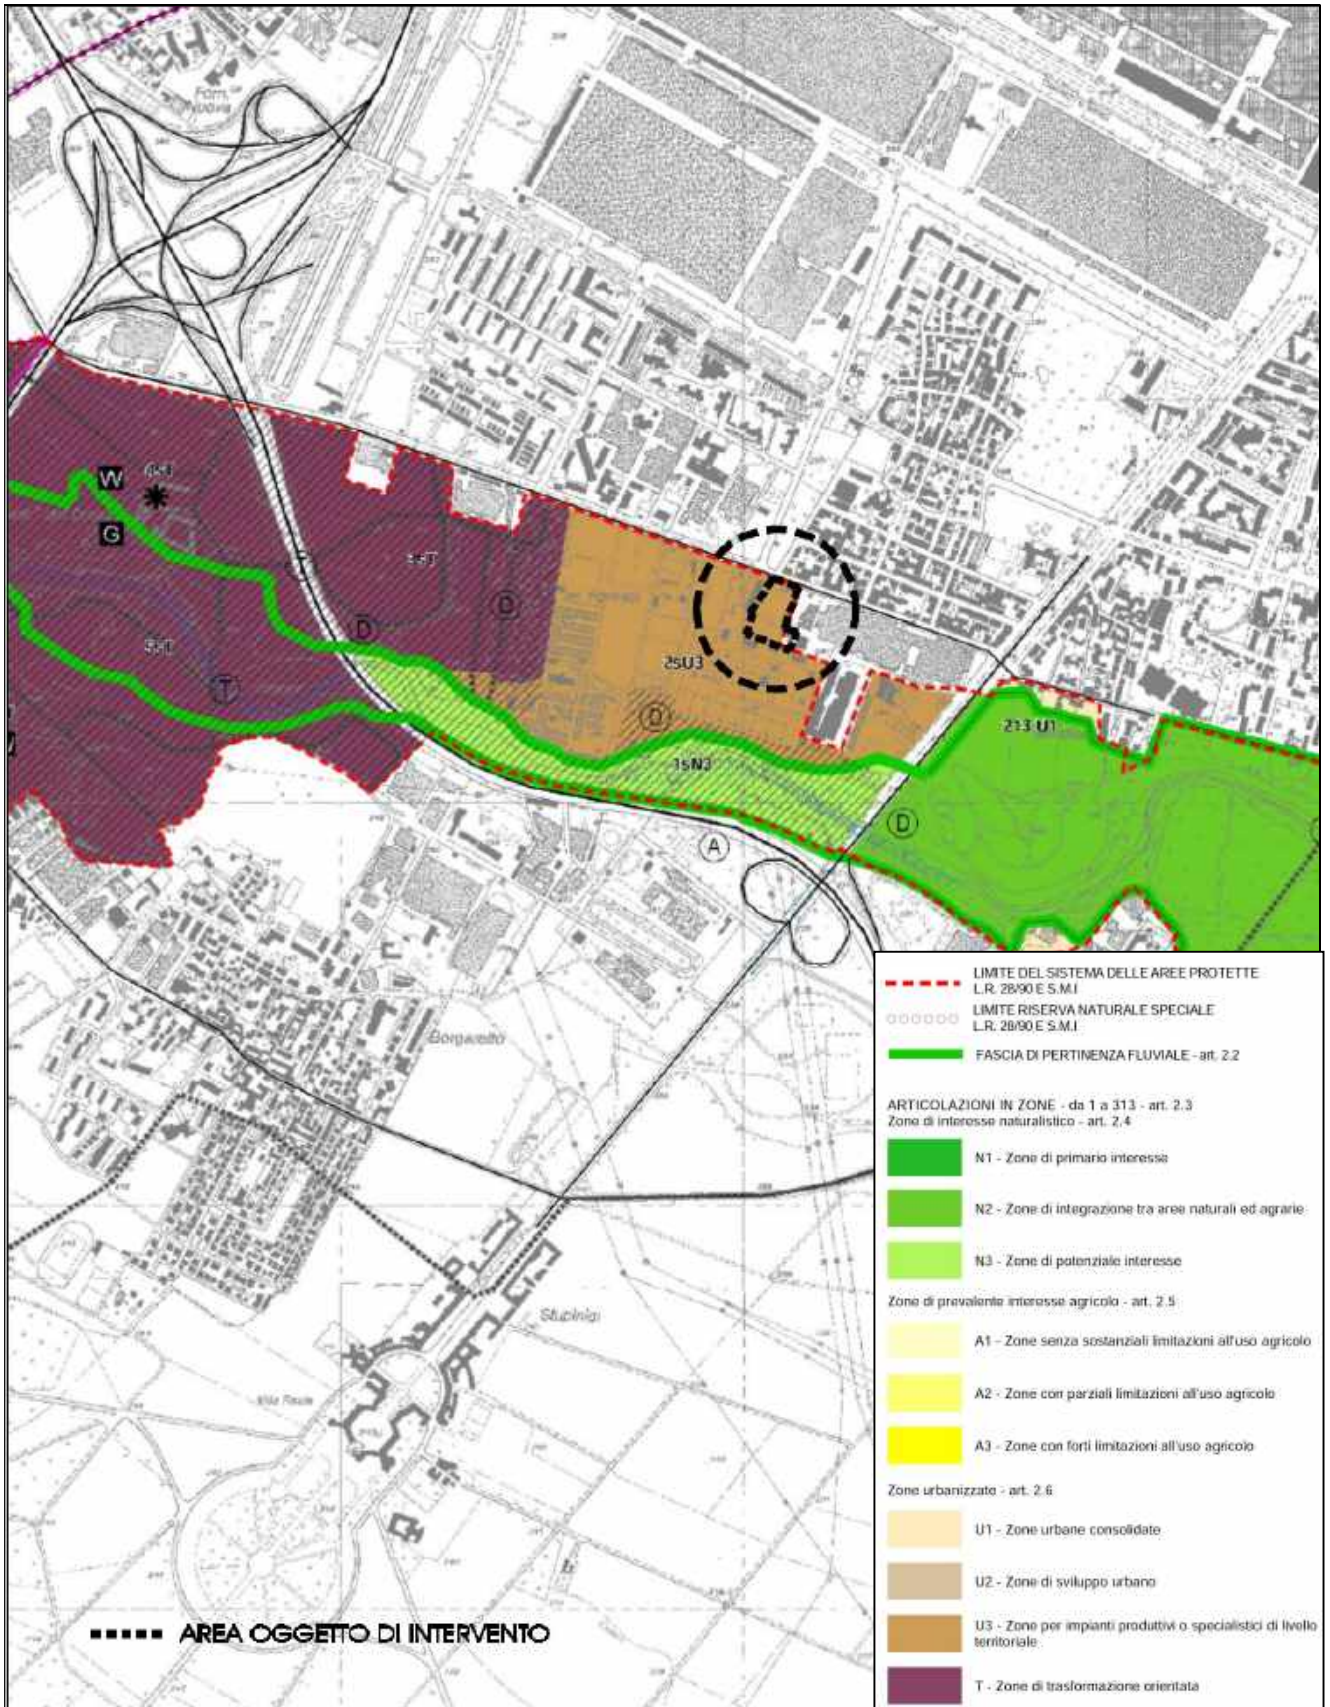 Forn.
Nuova
W
G
D
D
T
2sU3
D
1sN3
213 U1
D
A
Borgaretto
Stupinigi
Villa Reale
AREA OGGETTO DI INTERVENTO
LIMITE DEL SISTEMA DELLE AREE PROTETTE
L.R. 28/90 E S.M.I
LIMITE RISERVA NATURALE SPECIALE
L.R. 28/90 E S.M.I
FASCIA DI PERTINENZA FLUVIALE - art. 2.2
ARTICOLAZIONI IN ZONE - da 1 a 313 - art. 2.3
Zone di interesse naturalistico - art. 2.4
N1 - Zone di primario interesse
N2 - Zone di integrazione tra aree naturali ed agrarie
N3 - Zone di potenziale interesse
Zone di prevalente interesse agricolo - art. 2.5
A1 - Zone senza sostanziali limitazioni all'uso agricolo
A2 - Zone con parziali limitazioni all'uso agricolo
A3 - Zone con forti limitazioni all'uso agricolo
Zone urbanizzate - art. 2.6
U1 - Zone urbane consolidate
U2 - Zone di sviluppo urbano
U3 - Zone per impianti produttivi o specialistici di livello
territoriale
T - Zone di trasformazione orientata